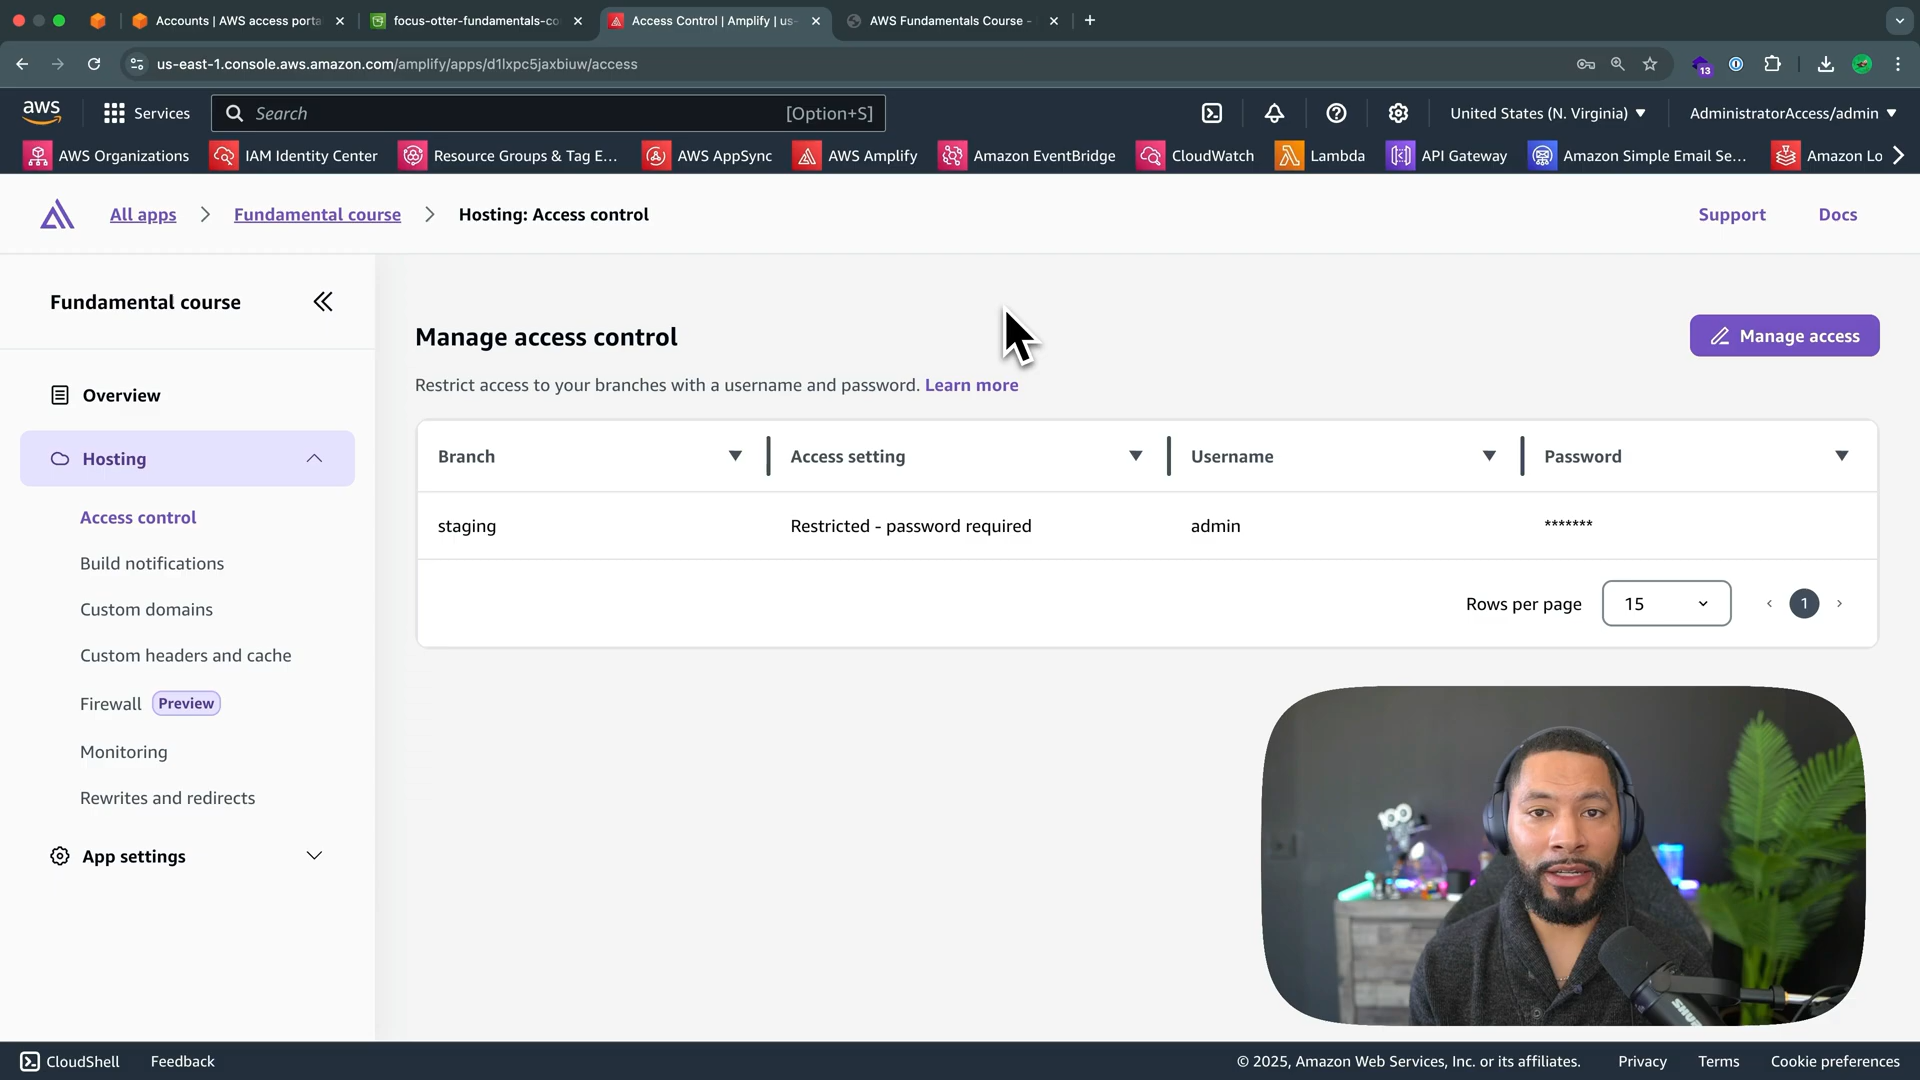 Accounts | AWS access porta
focus-otter-fundamentals-co
Access Control | Amplify | us-
AWS Fundamentals Course -
us-east-1.console.aws.amazon.com/amplify/apps/d1lxpc5jaxbiuw/access
13
aws
Services
Search
[Option+S]
United States (N. Virginia)
AdministratorAccess/admin
AWS Organizations
IAM Identity Center
Resource Groups & Tag E...
AWS AppSync
AWS Amplify
Amazon EventBridge
CloudWatch
Lambda
API Gateway
Amazon Simple Email Se...
Amazon Lo
All apps
Fundamental course
Hosting: Access control
Support
Docs
Fundamental course
Overview
Hosting
Access control
Build notifications
Custom domains
Custom headers and cache
Firewall
Preview
Monitoring
Rewrites and redirects
App settings
Manage access control
Manage access
Restrict access to your branches with a username and password. Learn more
Branch
Access setting
Username
Password
staging
Restricted - password required
admin
*******
Rows per page
15
1
100
SHURE
CloudShell
Feedback
© 2025, Amazon Web Services, Inc. or its affiliates.
Privacy
Terms
Cookie preferences